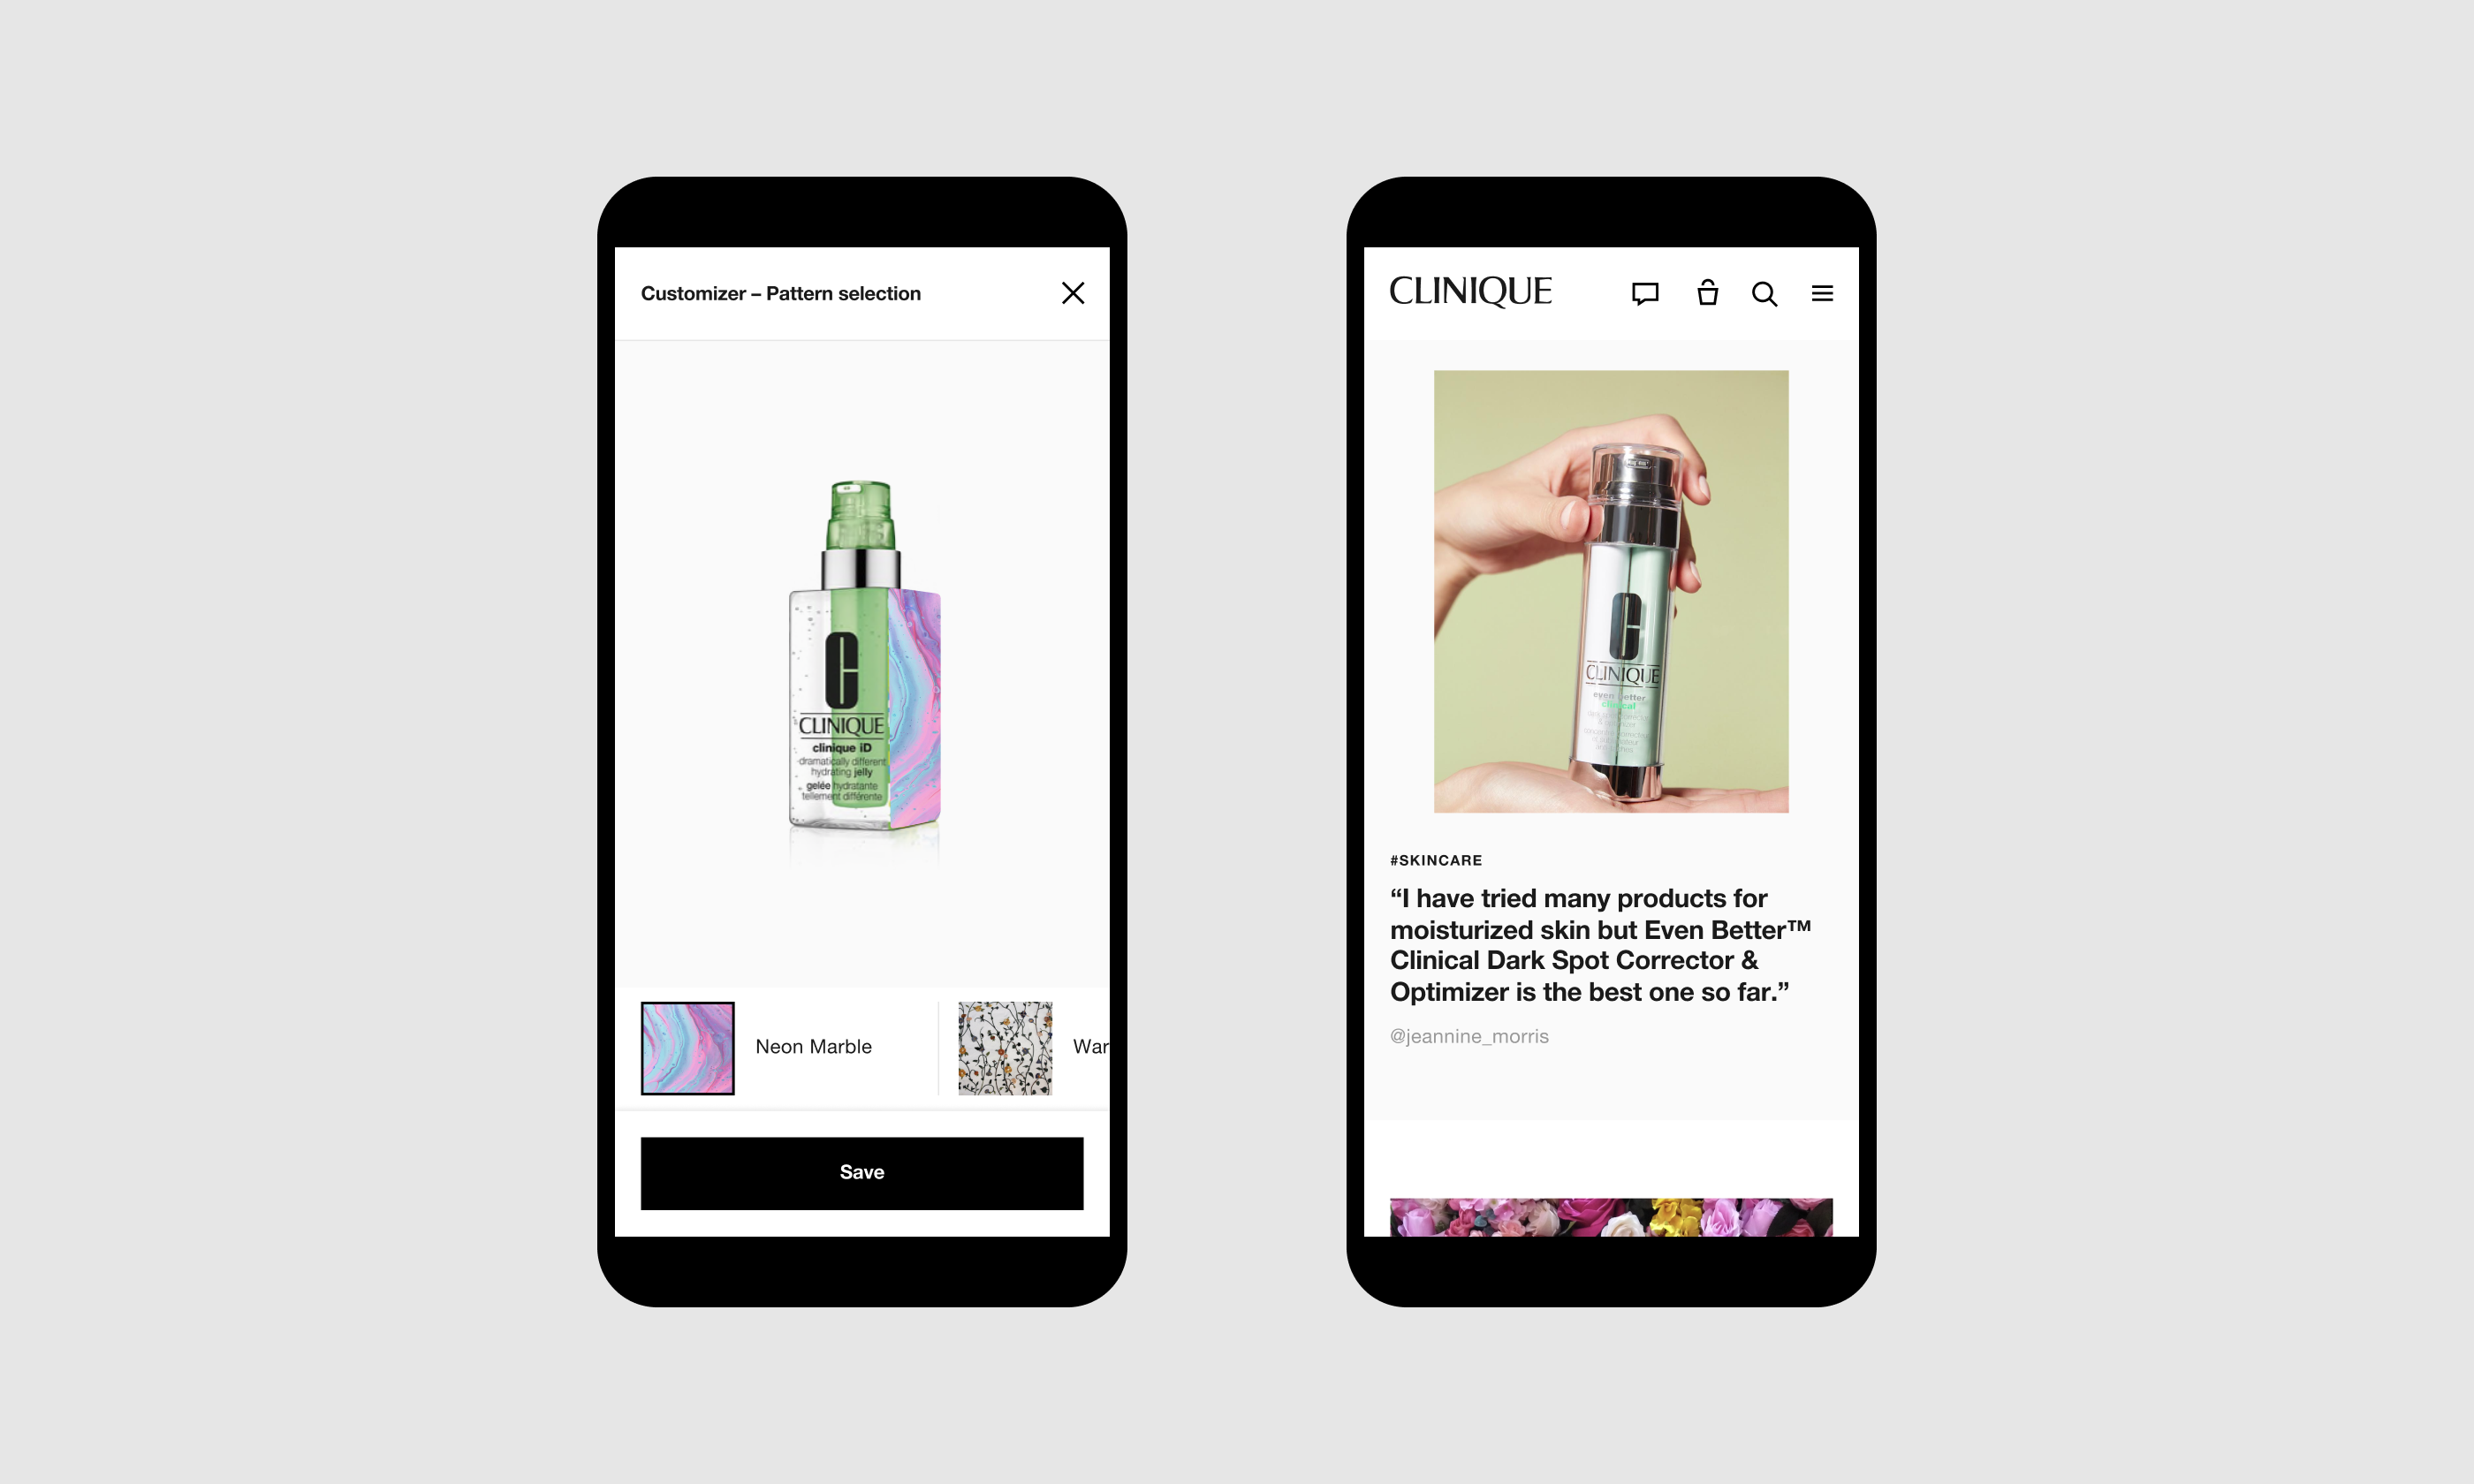 Customizer – Pattern selection
CLINIQUE
clinique iD
dramatically different
hydrating jelly
gelée hydratante
tellement différente
Neon Marble
War
Save
CLINIQUE
CLINIQUE
even better
clinical
#SKINCARE
“I have tried many products for
moisturized skin but Even Better™
Clinical Dark Spot Corrector &
Optimizer is the best one so far.”
@jeannine_morris